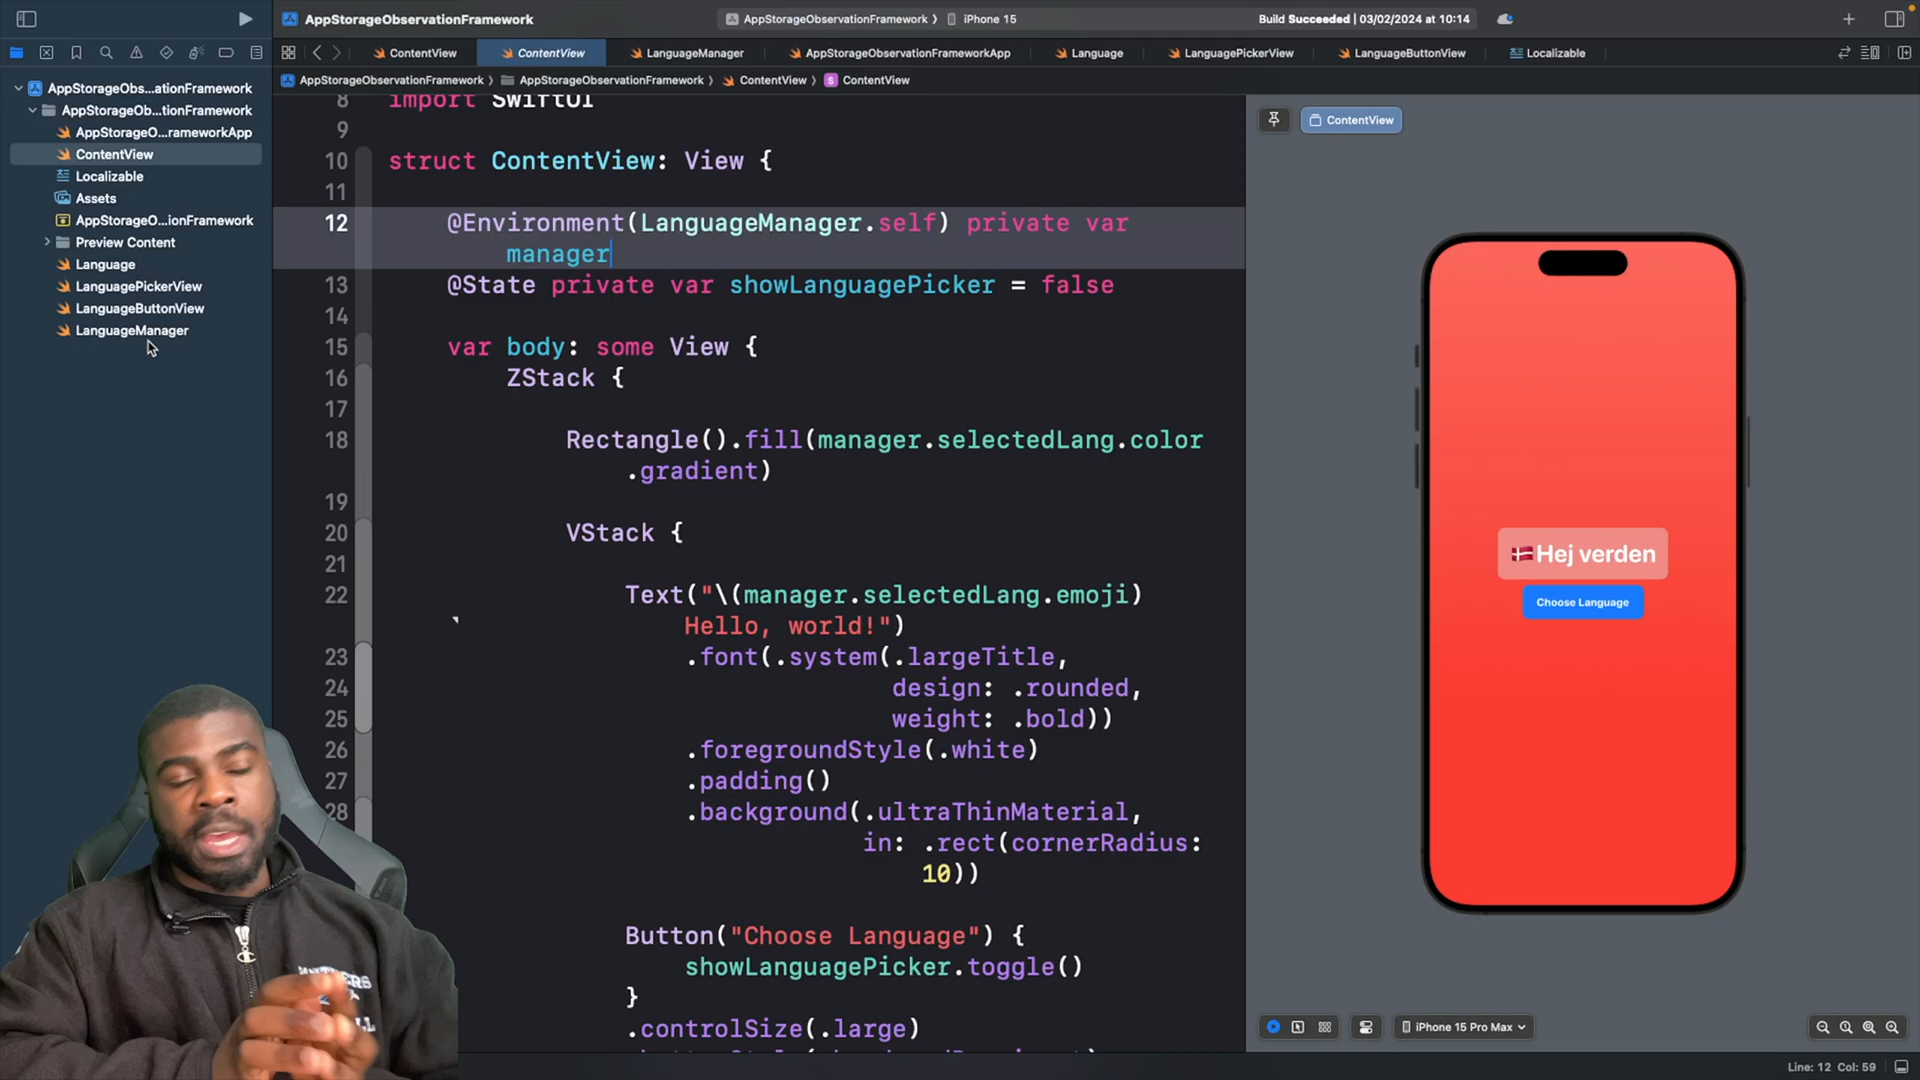 AppStorageObservationFramework
AppStorageObservationFramework 〉 iPhone 15
Build Succeeded | 03/02/2024 at 10:14
ContentView
ContentView
LanguageManager
AppStorageObservationFrameworkApp
Language
LanguagePickerView
LanguageButtonView
Localizable
AppStorageObservationFramework 〉 AppStorageObservationFramework 〉 ContentView 〉 S ContentView
AppStorageObs...ationFramework
AppStorageOb...tionFramework
AppStorageO...rameworkApp
ContentView
Localizable
Assets
AppStorageO...ionFramework
Preview Content
Language
LanguagePickerView
LanguageButtonView
LanguageManager
8 import SwiftUI
9
10 struct ContentView: View {
11
12 @Environment(LanguageManager.self) private var
manager
13 @State private var showLanguagePicker = false
14
15 var body: some View {
16 ZStack {
17
18 Rectangle().fill(manager.selectedLang.color
.gradient)
19
20 VStack {
21
22 Text("\(manager.selectedLang.emoji)
Hello, world!")
23 .font(.system(.largeTitle,
24 design: .rounded,
25 weight: .bold))
26 .foregroundStyle(.white)
27 .padding()
28 .background(.ultraThinMaterial,
in: .rect(cornerRadius:
10))
Button("Choose Language") {
showLanguagePicker.toggle()
}
.controlSize(.large)
ContentView
Hej verden
Choose Language
iPhone 15 Pro Max
Line: 12 Col: 59